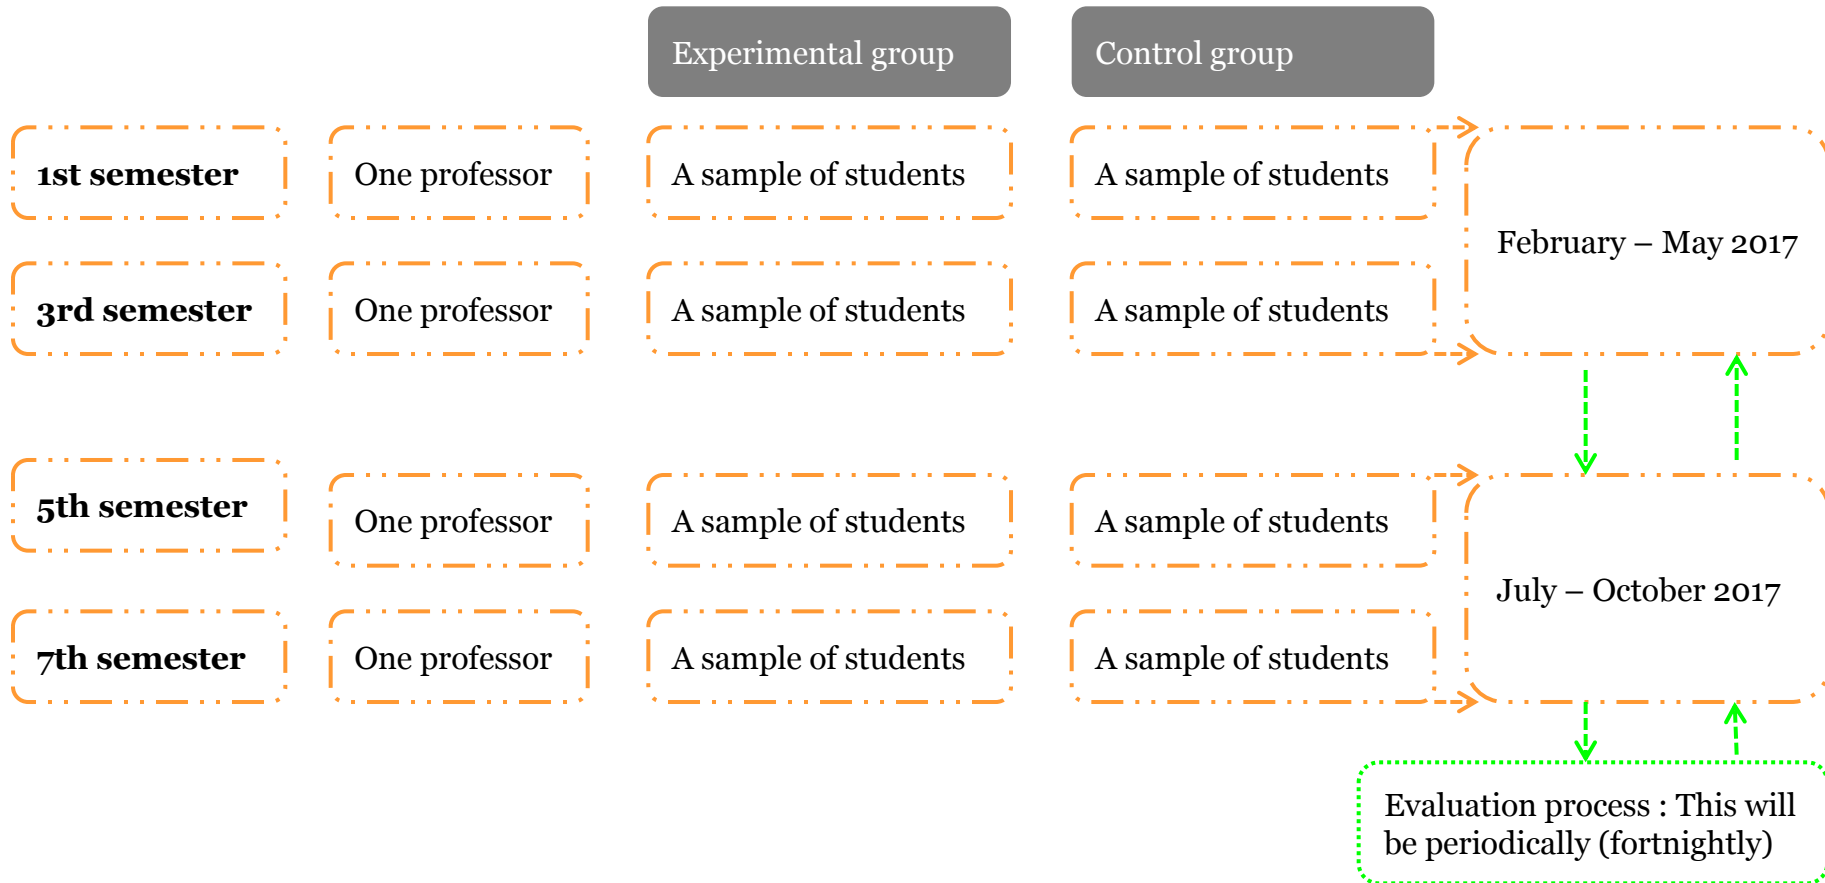 Experimental group
Control group
1st semester
One professor
A sample of students
A sample of students
February – May 2017
3rd semester
One professor
A sample of students
A sample of students
5th semester
One professor
A sample of students
A sample of students
July – October 2017
7th semester
One professor
A sample of students
A sample of students
Evaluation process : This will
be periodically (fortnightly)